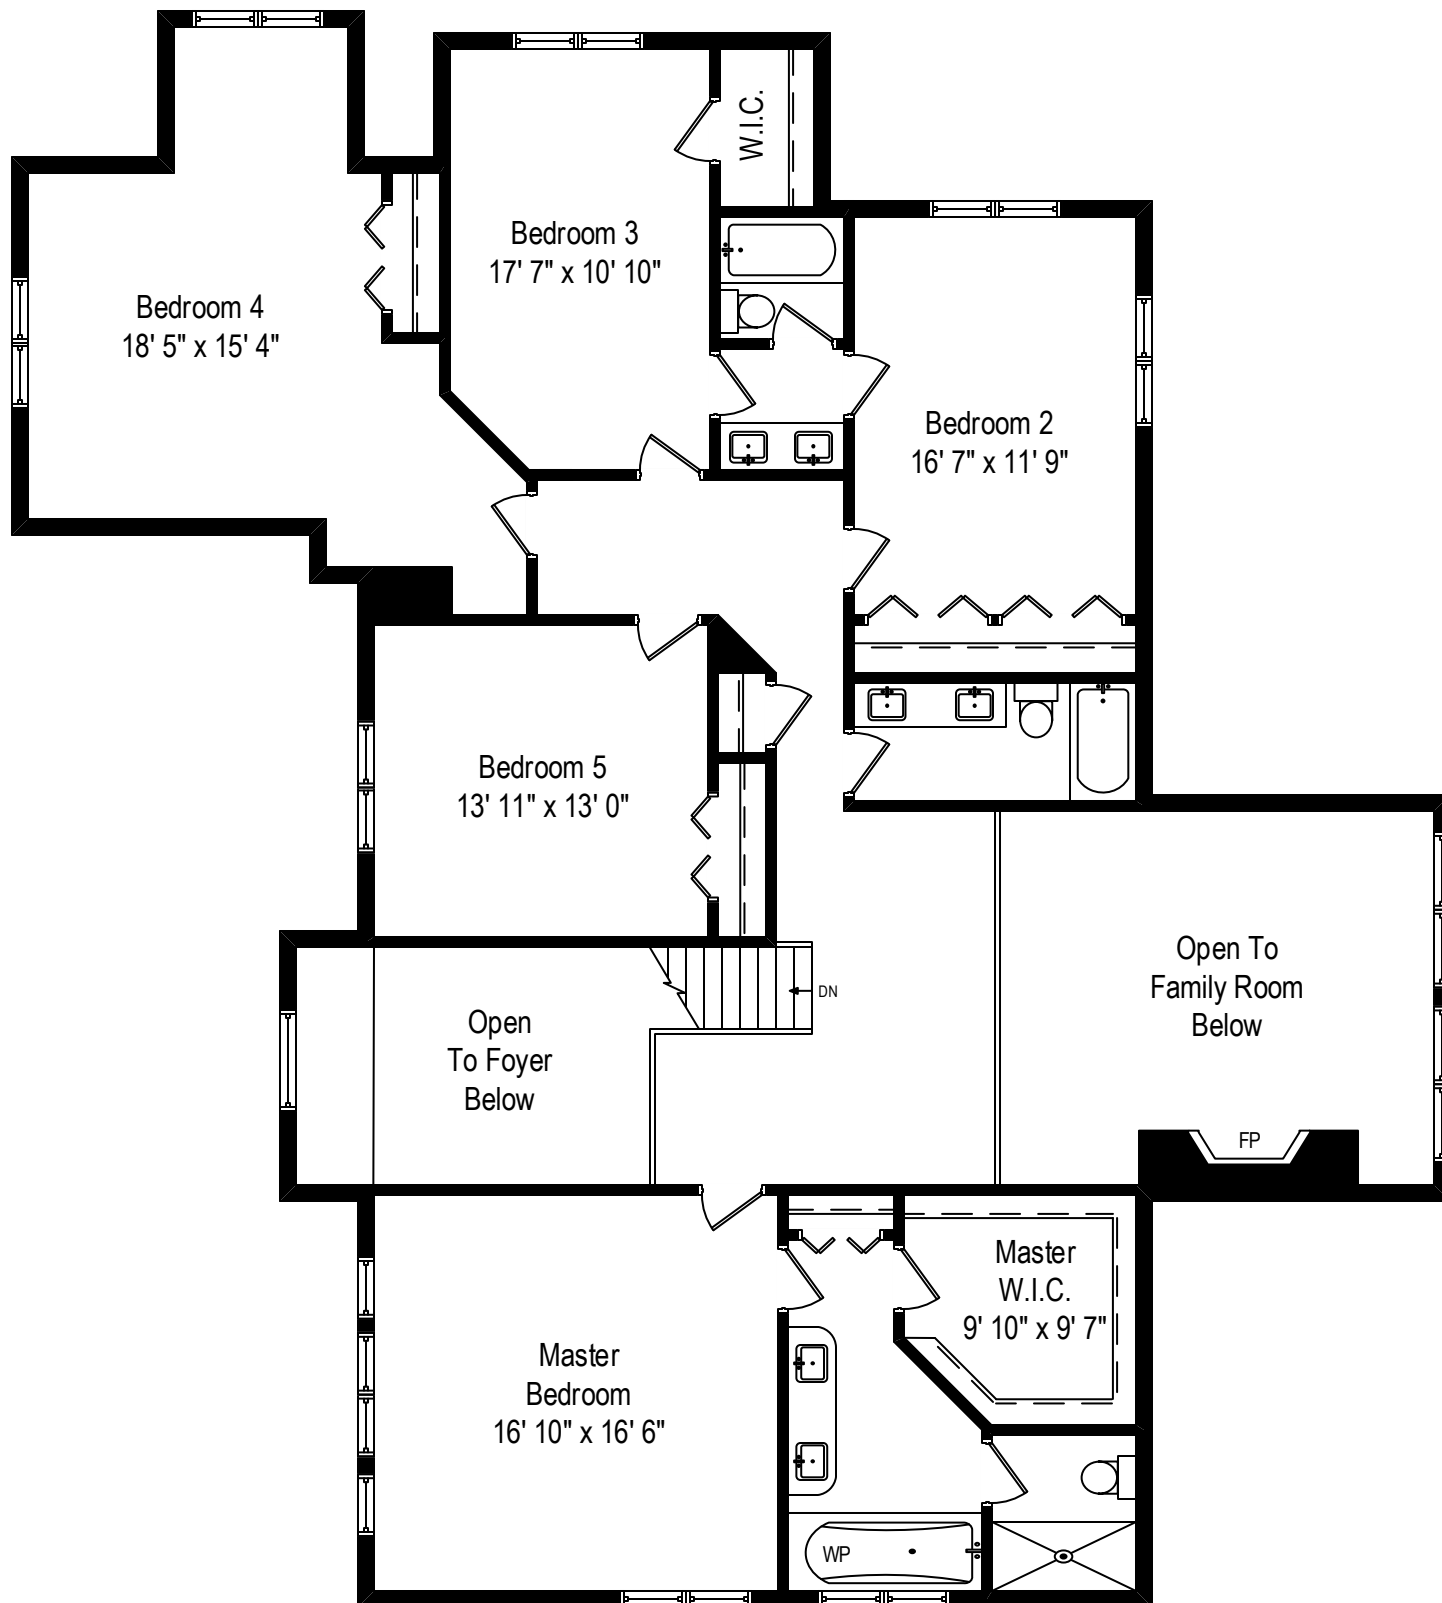 W.I.C.
Bedroom 3
17' 7" x 10' 10"
Bedroom 4
18' 5" x 15' 4"
Bedroom 2
16' 7" x 11' 9"
Bedroom 5
13' 11" x 13' 0"
Open To
Family Room
Below
DN
Open
To Foyer
Below
FP
Master
W.I.C.
9' 10" x 9' 7"
Master
Bedroom
16' 10" x 16' 6"
WP